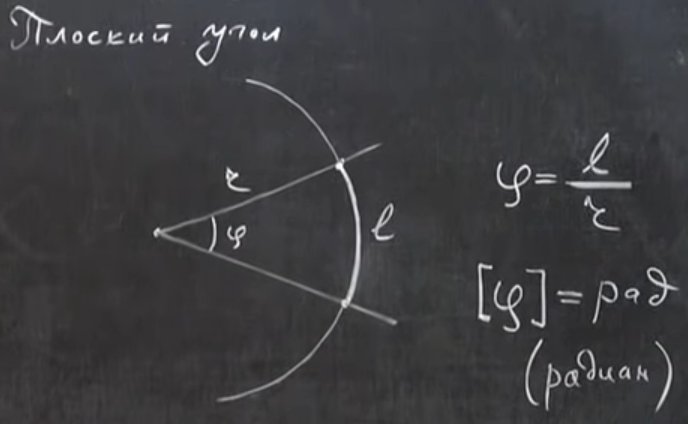 Плоский угол
r
φ
l
φ = l / r
[φ] = рад
(радиан)